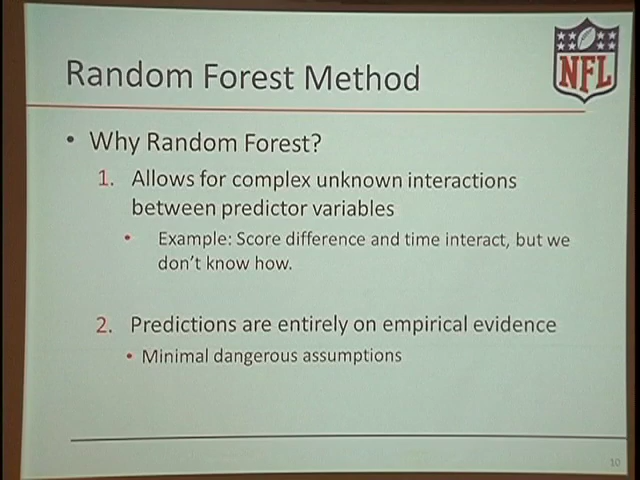 Random Forest Method
NFL
• Why Random Forest?
1. Allows for complex unknown interactions
between predictor variables
• Example: Score difference and time interact, but we
don't know how.
2. Predictions are entirely on empirical evidence
• Minimal dangerous assumptions
10